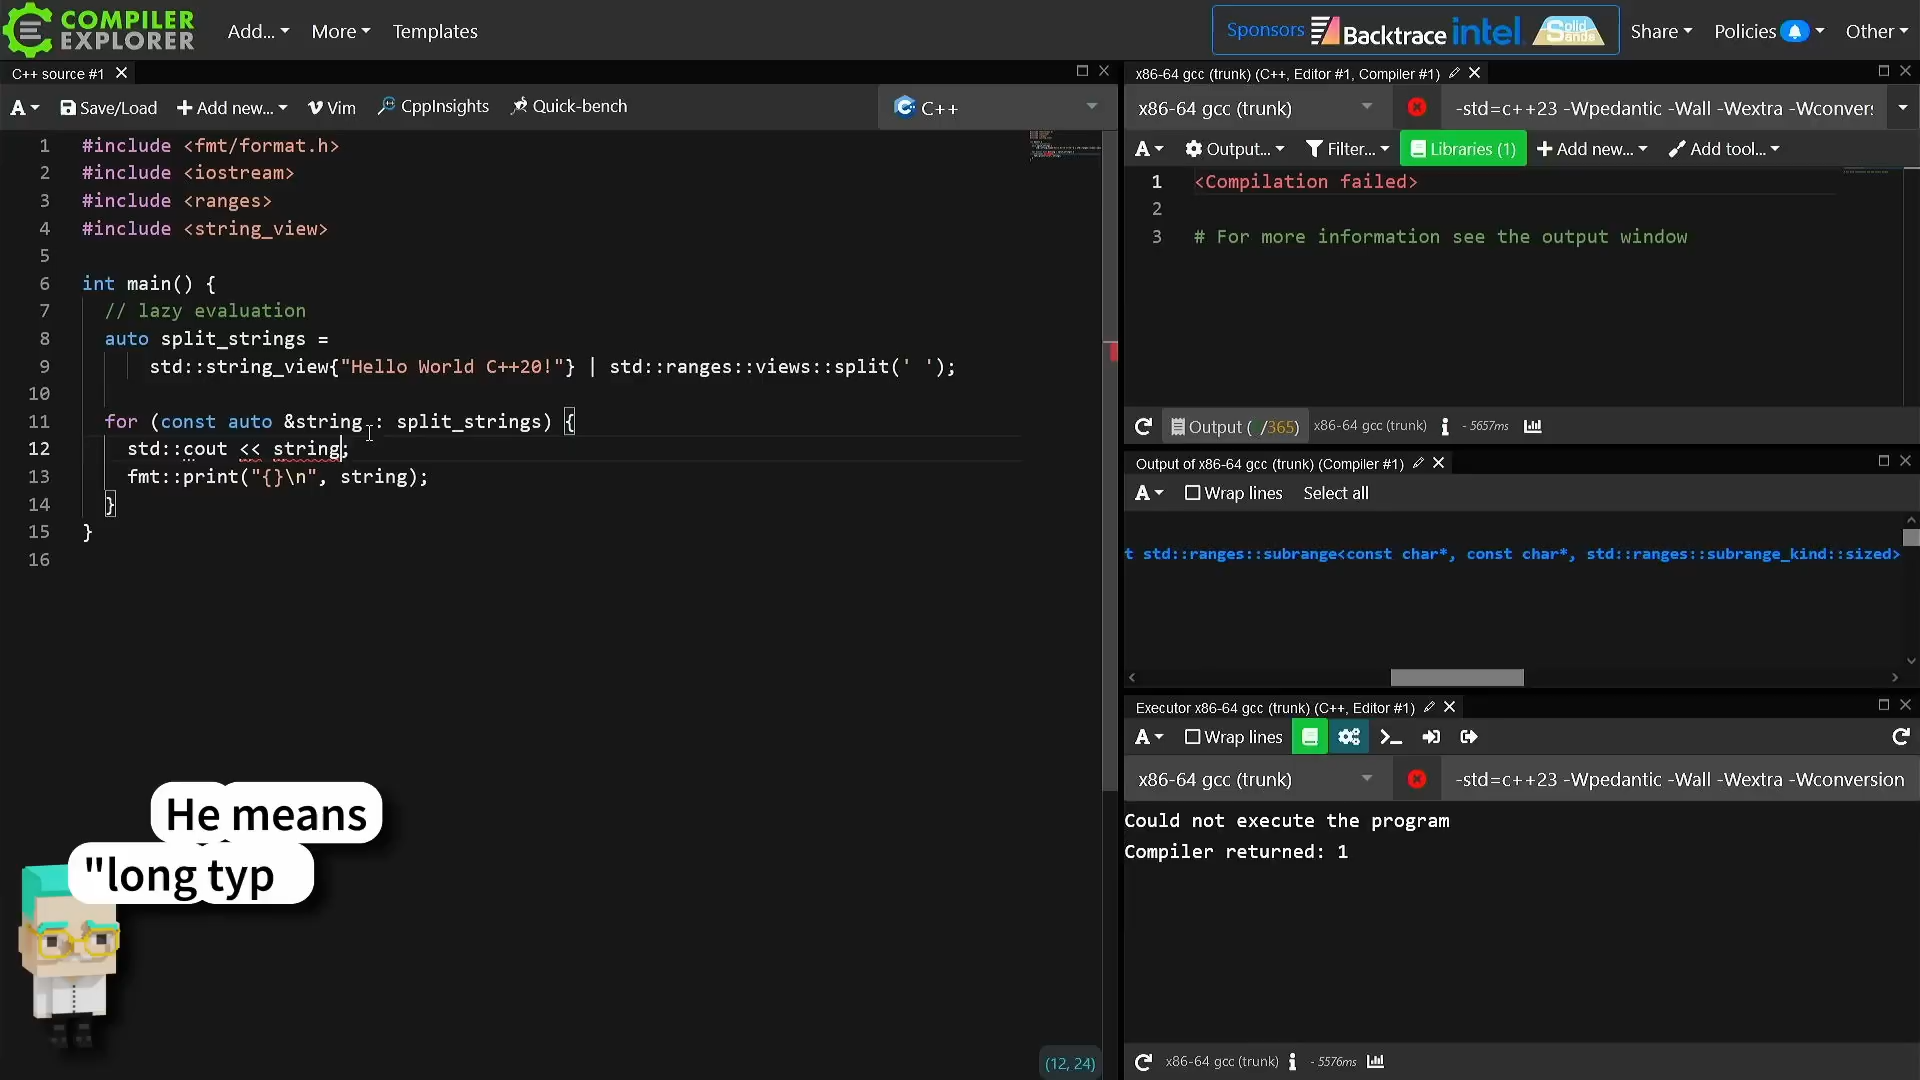 COMPILER
EXPLORER
Add...
More
Templates
Sponsors
Backtrace
intel
Solid
Sands
Share
Policies
Other
C++ source #1
A
Save/Load
Add new...
Vim
CppInsights
Quick-bench
C++
1 #include <fmt/format.h>
2 #include <iostream>
3 #include <ranges>
4 #include <string_view>
5
6 int main() {
7 // lazy evaluation
8 auto split_strings =
9 std::string_view{"Hello World C++20!"} | std::ranges::views::split(' ');
10
11 for (const auto &string : split_strings) {
12 std::cout << string;
13 fmt::print("{}\n", string);
14 }
15 }
16
(12, 24)
He means
"long typ
x86-64 gcc (trunk) (C++, Editor #1, Compiler #1)
x86-64 gcc (trunk)
-std=c++23 -Wpedantic -Wall -Wextra -Wconver
A
Output...
Filter...
Libraries (1)
Add new...
Add tool...
1 <Compilation failed>
2
3 # For more information see the output window
Output ( /365)
x86-64 gcc (trunk)
i
- 5657ms
Output of x86-64 gcc (trunk) (Compiler #1)
A
Wrap lines
Select all
t std::ranges::subrange<const char*, const char*, std::ranges::subrange_kind::sized>
Executor x86-64 gcc (trunk) (C++, Editor #1)
A
Wrap lines
x86-64 gcc (trunk)
-std=c++23 -Wpedantic -Wall -Wextra -Wconversion
Could not execute the program
Compiler returned: 1
x86-64 gcc (trunk)
i
- 5576ms